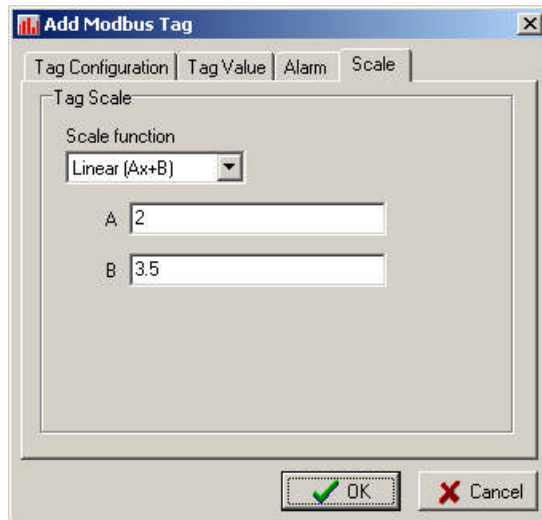 Add Modbus Tag
Tag Configuration Tag Value Alarm Scale
Tag Scale
Scale function
Linear (Ax+B)
A 2
B 3.5
OK Cancel